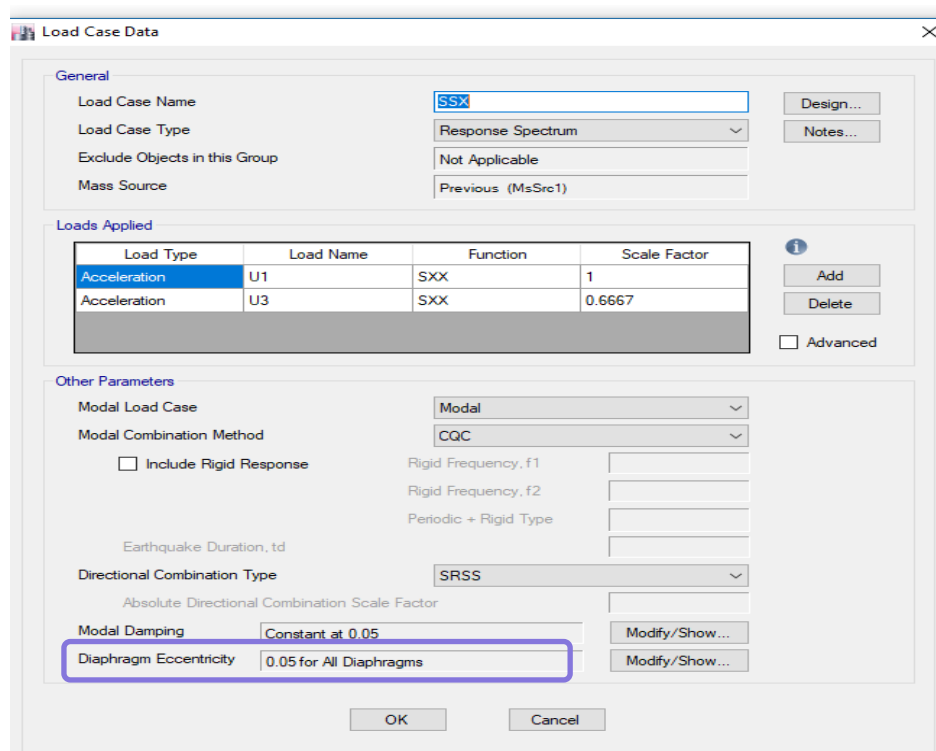 Load Case Data
General
Load Case Name SSX Design...
Load Case Type Response Spectrum Notes...
Exclude Objects in this Group Not Applicable
Mass Source Previous (MsSrc1)
Loads Applied
Load Type Load Name Function Scale Factor
Acceleration U1 SXX 1 Add
Acceleration U3 SXX 0.6667 Delete
Advanced
Other Parameters
Modal Load Case Modal
Modal Combination Method CQC
Include Rigid Response Rigid Frequency, f1
Rigid Frequency, f2
Periodic + Rigid Type
Earthquake Duration, td
Directional Combination Type SRSS
Absolute Directional Combination Scale Factor
Modal Damping Constant at 0.05 Modify/Show...
Diaphragm Eccentricity 0.05 for All Diaphragms Modify/Show...
OK Cancel